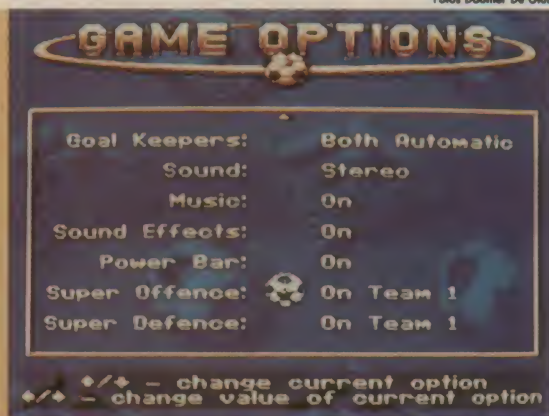 GAME OPTIONS
Goal Keepers: Both Automatic
Sound: Stereo
Music: On
Sound Effects: On
Power Bar: On
Super Offence: On Team 1
Super Defence: On Team 1
/ - change current option
/ - change value of current option